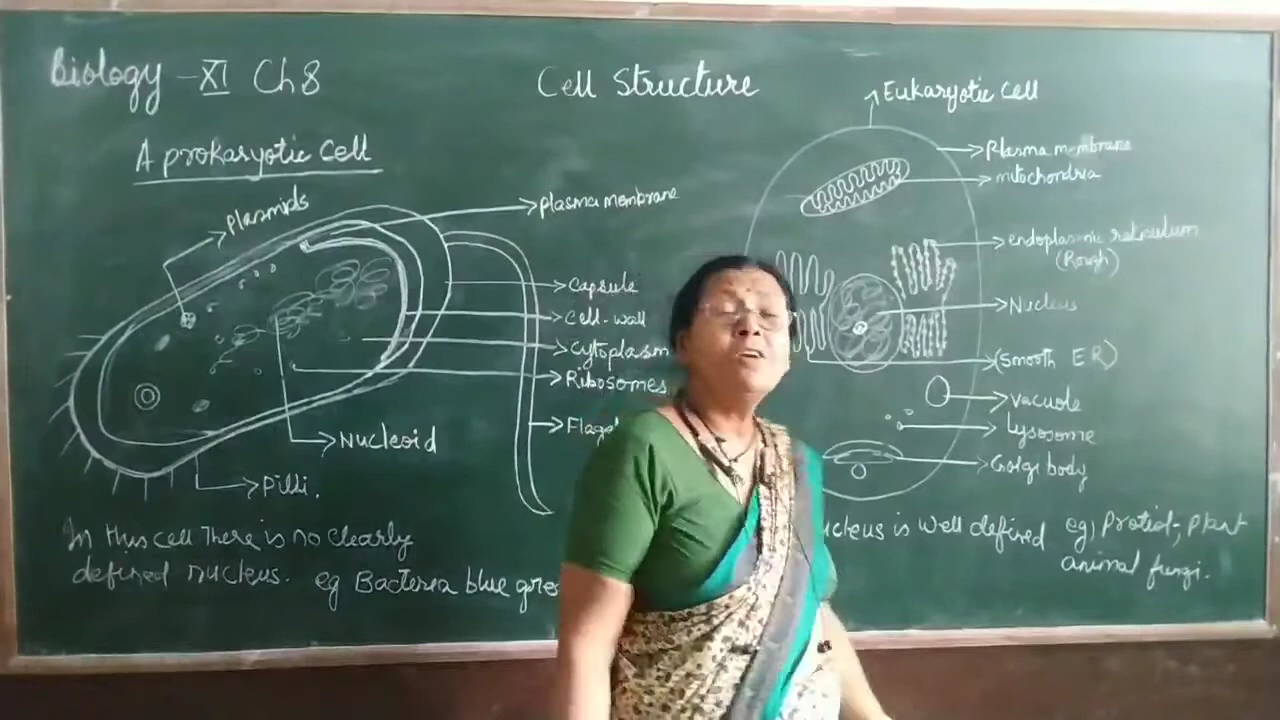 Biology - XI Ch 8
Cell Structure
A prokaryotic cell
Plasmids
plasma membrane
Capsule
Cell-wall
Cytoplasm
Ribosomes
Flagel
Nucleoid
Pilli.
In this cell There is no clearly
defined nucleus. eg Bacteria blue gree
Eukaryotic cell
Plasma membrane
mitochondria
endoplasmic reticulum
(Rough)
Nucleus
(Smooth E R)
Vacuole
Lysosome
Golgi body
ucleus is well defined eg, Protist, plant
animal fungi.